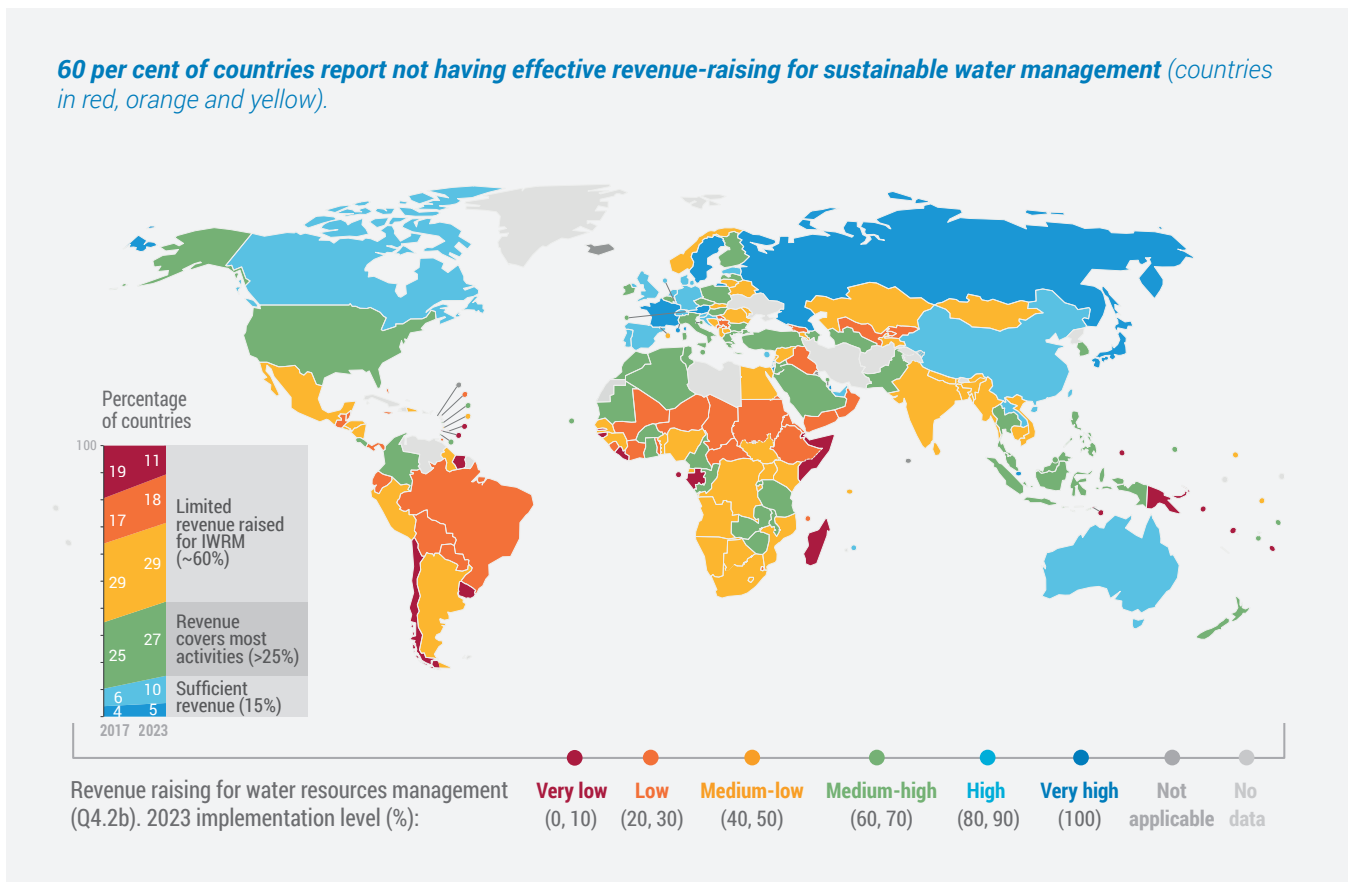 60 per cent of countries report not having effective revenue-raising for sustainable water management (countries
in red, orange and yellow).
Percentage
of countries
100
19
11
17
18
29
29
25
27
6
10
4
5
Limited
revenue raised
for IWRM
(~60%)
Revenue
covers most
activities (>25%)
Sufficient
revenue (15%)
2017 2023
Revenue raising for water resources management
(Q4.2b). 2023 implementation level (%):
Very low
(0, 10)
Low
(20, 30)
Medium-low
(40, 50)
Medium-high
(60, 70)
High
(80, 90)
Very high
(100)
Not
applicable
No
data